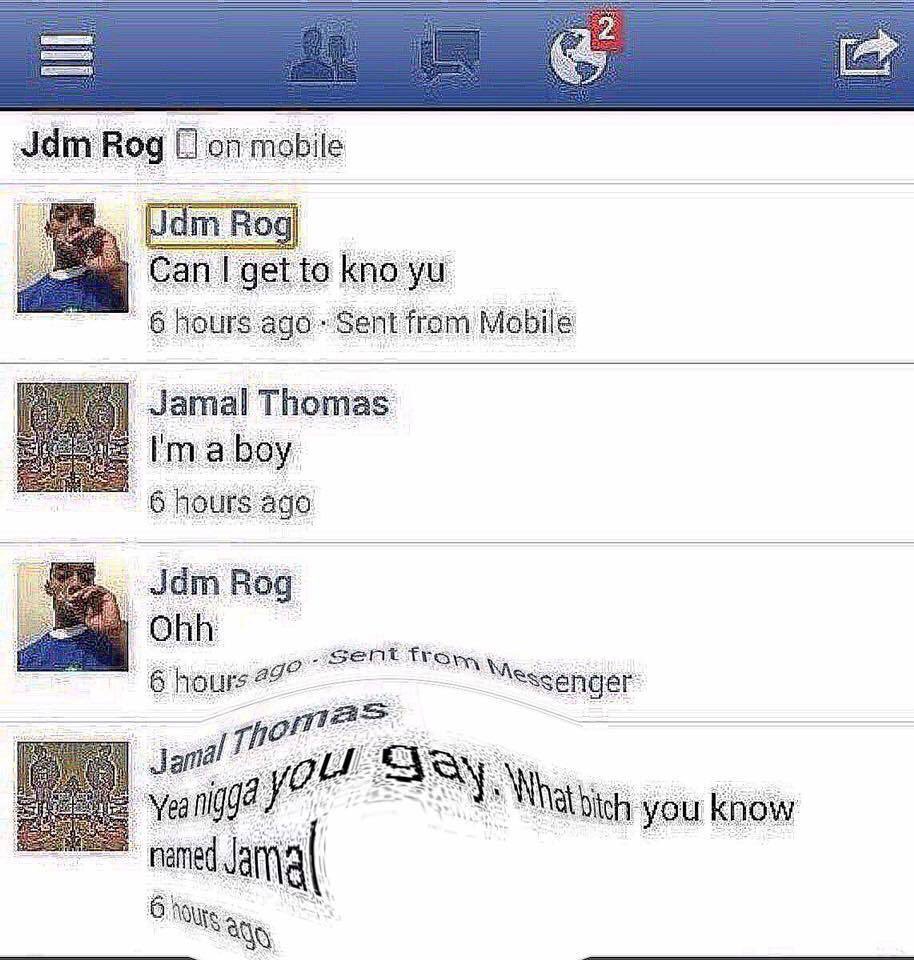 2
Jdm Rog on mobile
Jdm Rog
Can I get to kno yu
6 hours ago · Sent from Mobile
Jamal Thomas
I'm a boy
6 hours ago
Jdm Rog
Ohh
6 hours ago · Sent from Messenger
Jamal Thomas
Yea nigga you gay. What bitch you know
named Jamal
6 hours ago